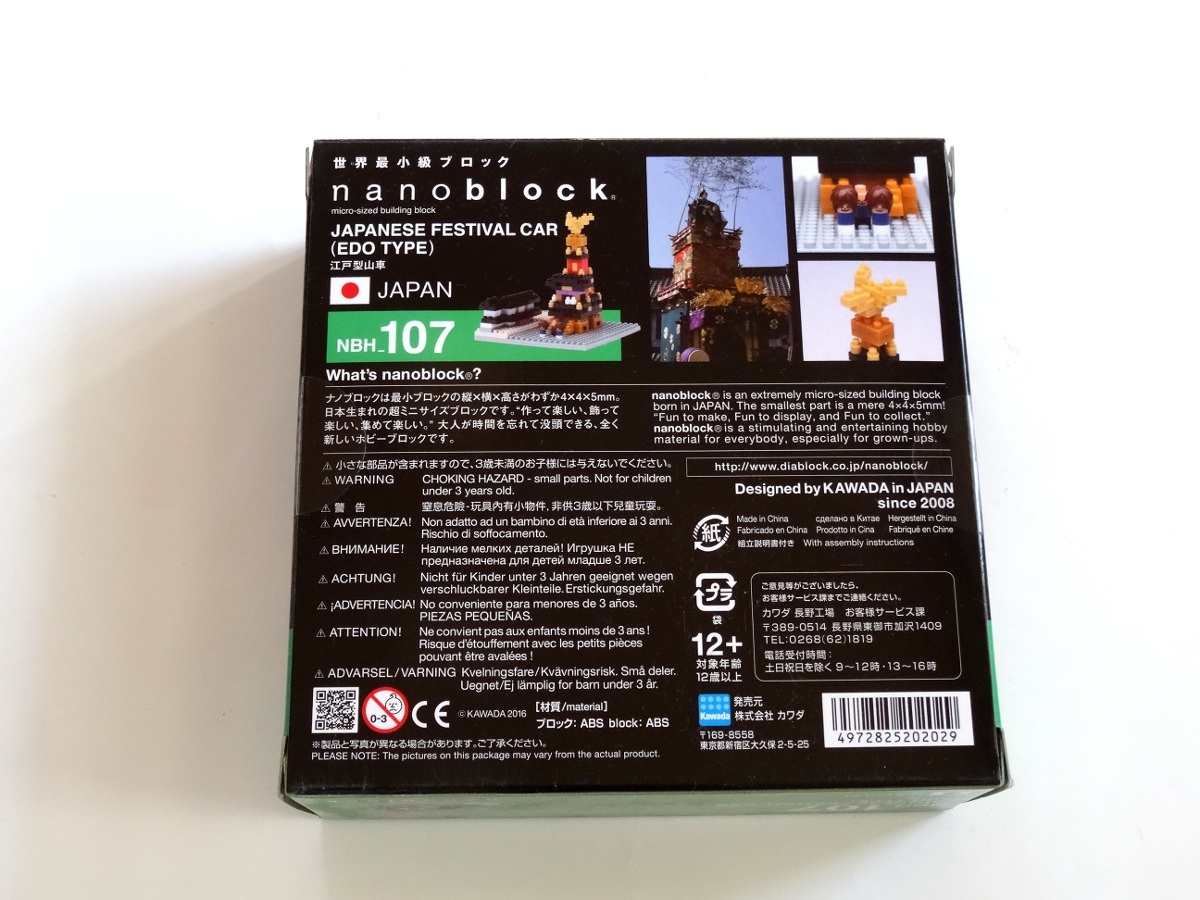 世界最小級ブロック
nanoblock®
micro-sized building block
JAPANESE FESTIVAL CAR
(EDO TYPE)
江戸型山車
JAPAN
NBH_107
What's nanoblock®?
ナノブロックは最小ブロックの縦×横×高さがわずか4×4×5mm。
日本生まれの超ミニサイズブロックです。“作って楽しい、飾って
楽しい、集めて楽しい。” 大人が時間を忘れて没頭できる、全く
新しいホビーブロックです。
nanoblock® is an extremely micro-sized building block
born in JAPAN. The smallest part is a mere 4×4×5mm!
“Fun to make, Fun to display, and Fun to collect.”
nanoblock® is a stimulating and entertaining hobby
material for everybody, especially for grown-ups.
⚠ 小さな部品が含まれますので、3歳未満のお子様には与えないでください。
⚠ WARNING CHOKING HAZARD - small parts. Not for children
under 3 years old.
⚠ 警告 窒息危險-玩具內有小物件, 非供3歲以下兒童玩耍。
⚠ AVVERTENZA! Non adatto ad un bambino di età inferiore ai 3 anni.
Rischio di soffocamento.
⚠ ВНИМАНИЕ! Наличие мелких деталей! Игрушка НЕ
предназначена для детей младше 3 лет.
⚠ ACHTUNG! Nicht für Kinder unter 3 Jahren geeignet wegen
verschluckbarer Kleinteile. Erstickungsgefahr.
⚠ ¡ADVERTENCIA! No conveniente para menores de 3 años.
PIEZAS PEQUEÑAS.
⚠ ATTENTION! Ne convient pas aux enfants moins de 3 ans !
Risque d'étouffement avec les petits pièces
pouvant être avalées !
⚠ ADVARSEL/VARNING Kvelningsfare/Kvävningsrisk. Små deler.
Uegnet/Ej lämplig for barn under 3 år.
0-3
CE
© KAWADA 2016
【材質/material】
ブロック: ABS block: ABS
※製品と写真が異なる場合があります。ご了承ください。
PLEASE NOTE: The pictures on this package may vary from the actual product.
http://www.diablock.co.jp/nanoblock/
Designed by KAWADA in JAPAN
since 2008
紙
Made in China сделано в Китае Hergestellt in China
Fabricado en China Prodotto in Cina Fabriqué en Chine
組立説明書付き With assembly instructions
プラ
袋
12+
対象年齢
12歳以上
ご意見等がございましたら、
お客様サービス課までご連絡ください。
カワダ 長野工場 お客様サービス課
〒389-0514 長野県東御市加沢1409
TEL:0268(62)1819
電話受付時間:
土日祝日を除く 9〜12時・13〜16時
Kawada
発売元
株式会社 カワダ
〒169-8558
東京都新宿区大久保 2-5-25
4972825202029